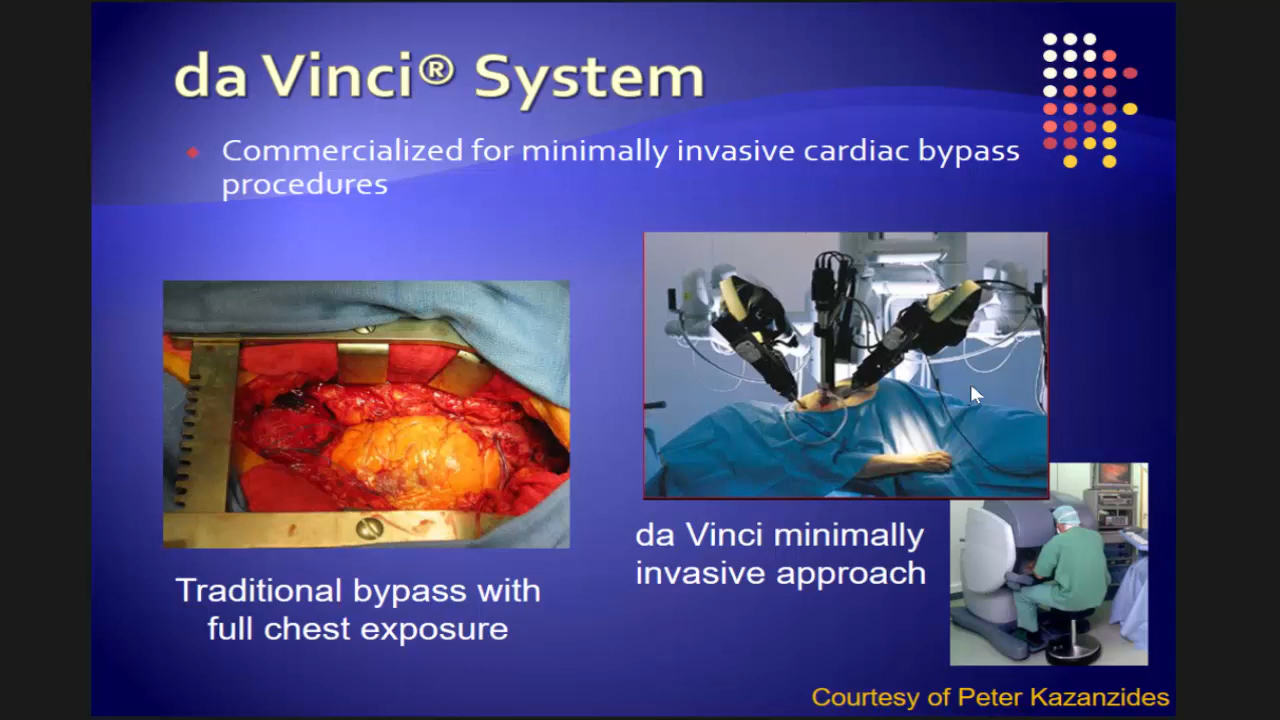 da Vinci® System
Commercialized for minimally invasive cardiac bypass
procedures
da Vinci minimally
invasive approach
Traditional bypass with
full chest exposure
Courtesy of Peter Kazanzides